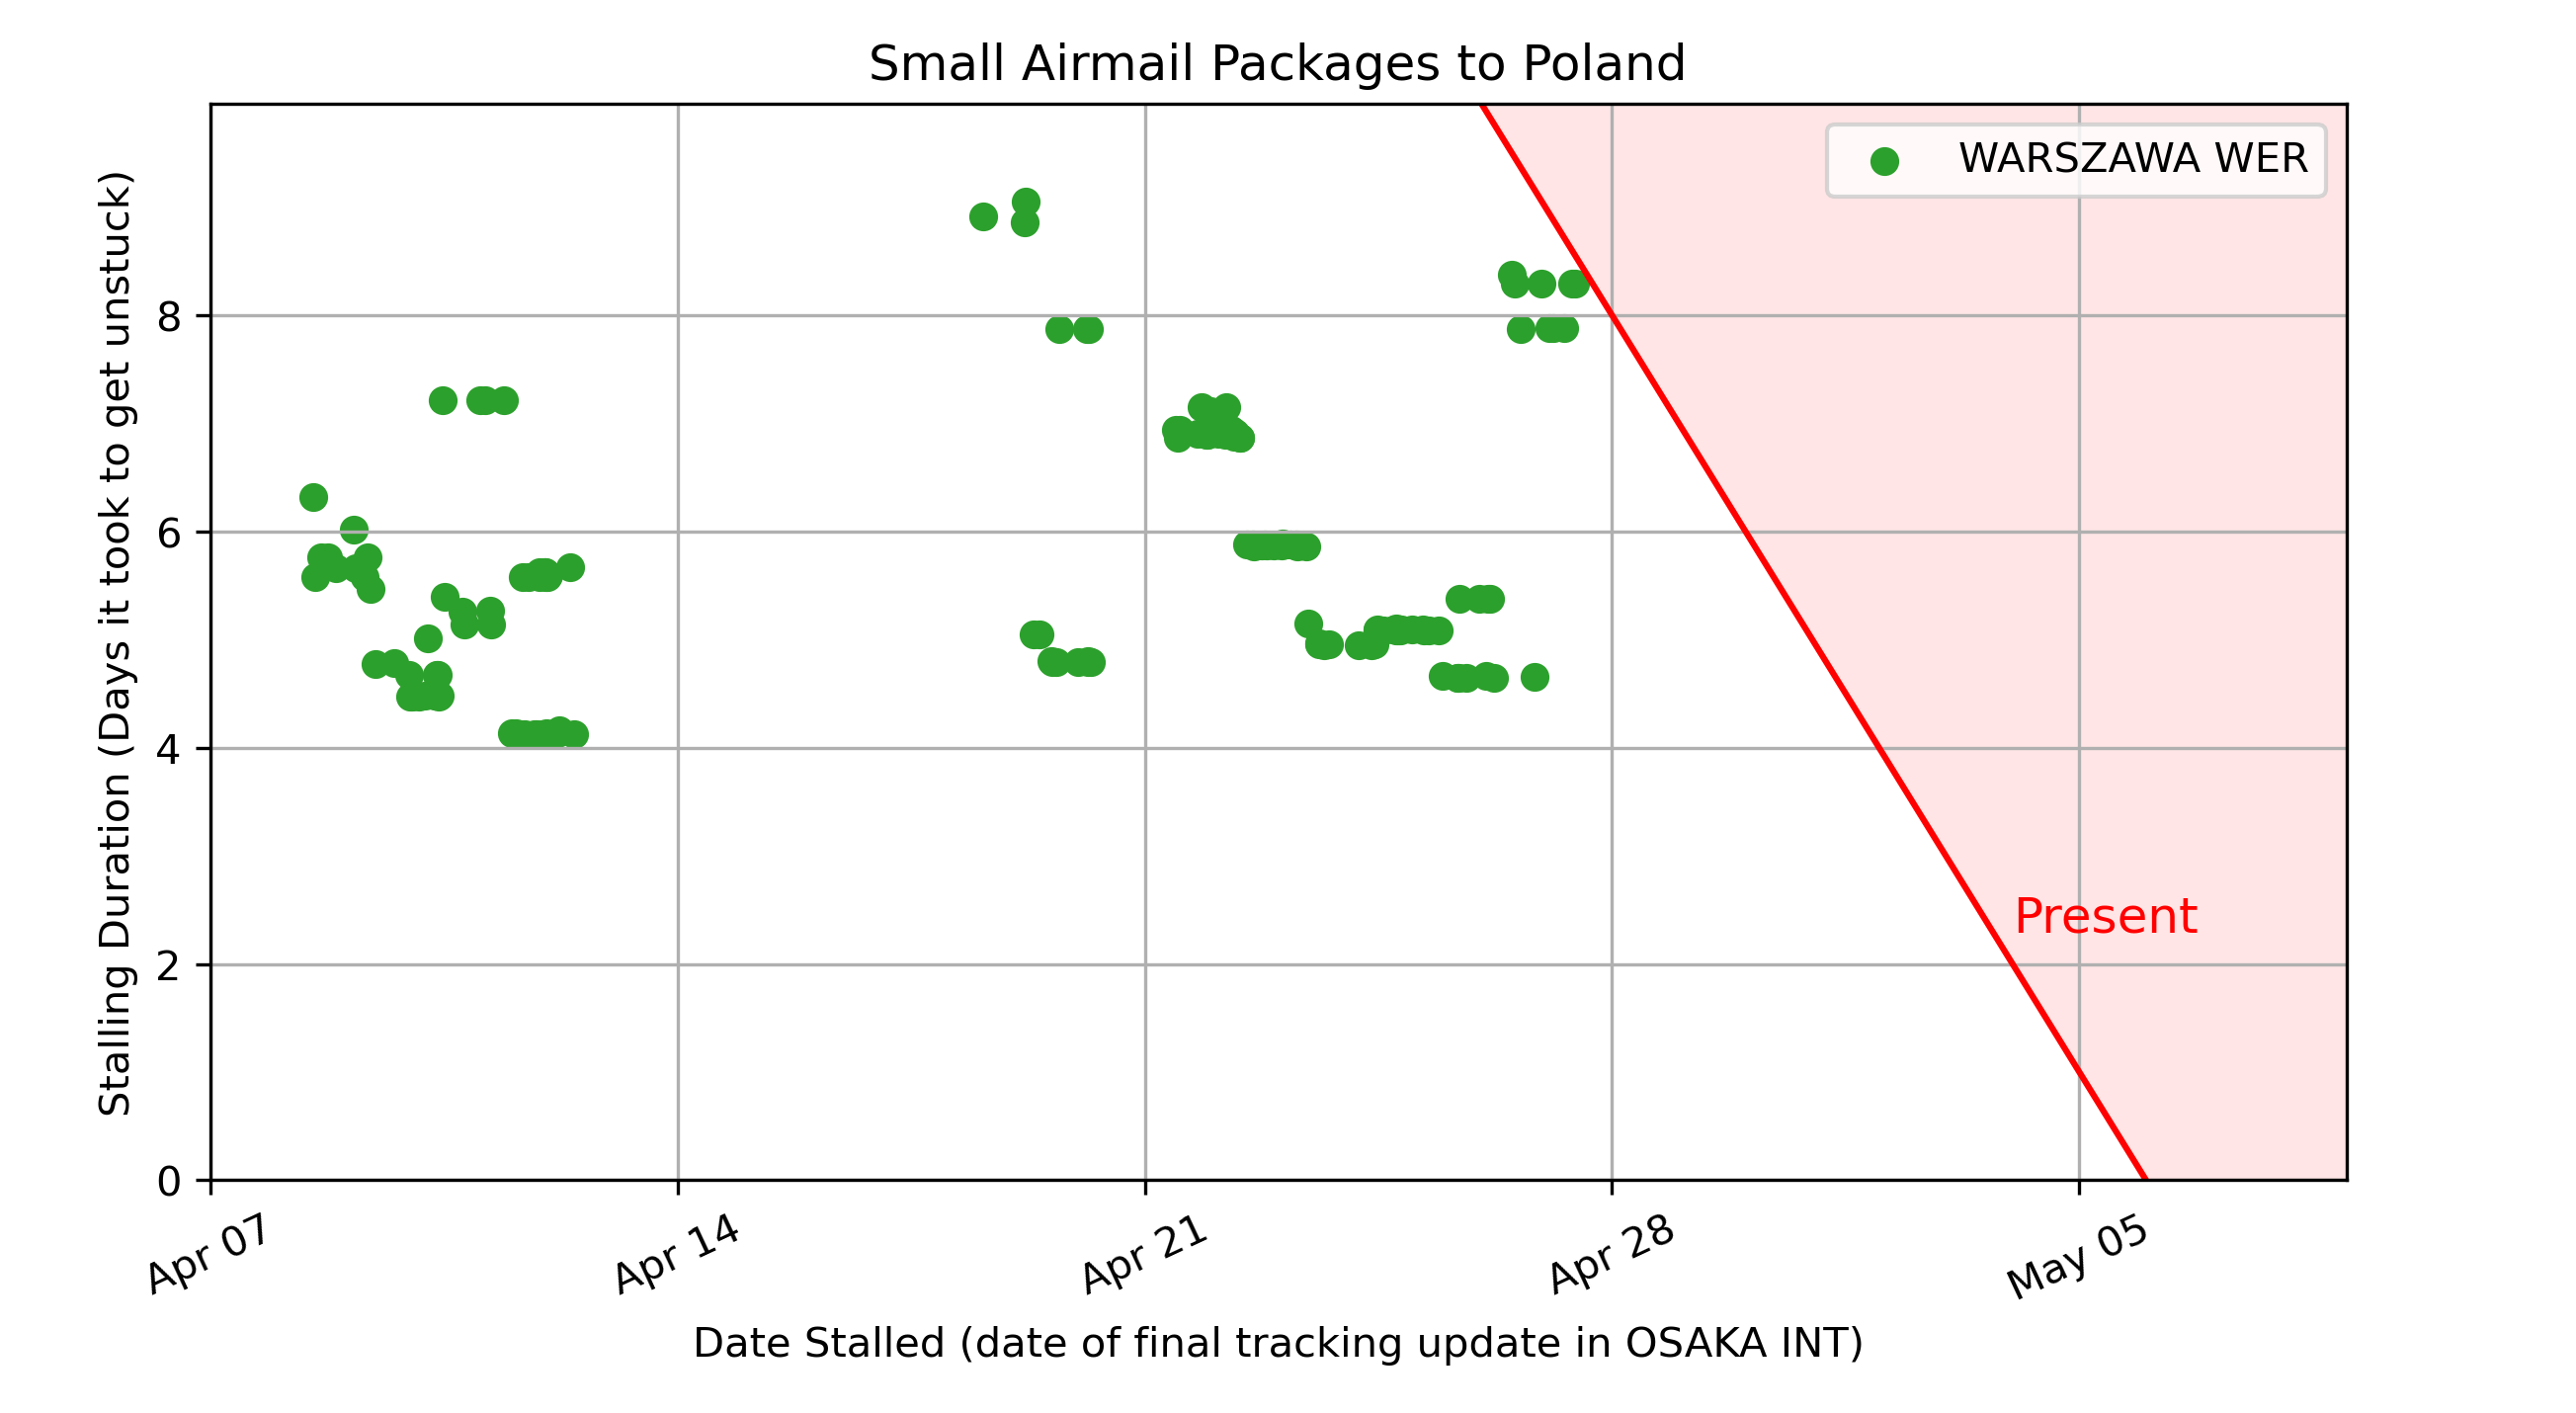 Small Airmail Packages to Poland
WARSZAWA WER
Stalling Duration (Days it took to get unstuck)
8
6
4
2
0
Present
Apr 07
Apr 14
Apr 21
Apr 28
May 05
Date Stalled (date of final tracking update in OSAKA INT)